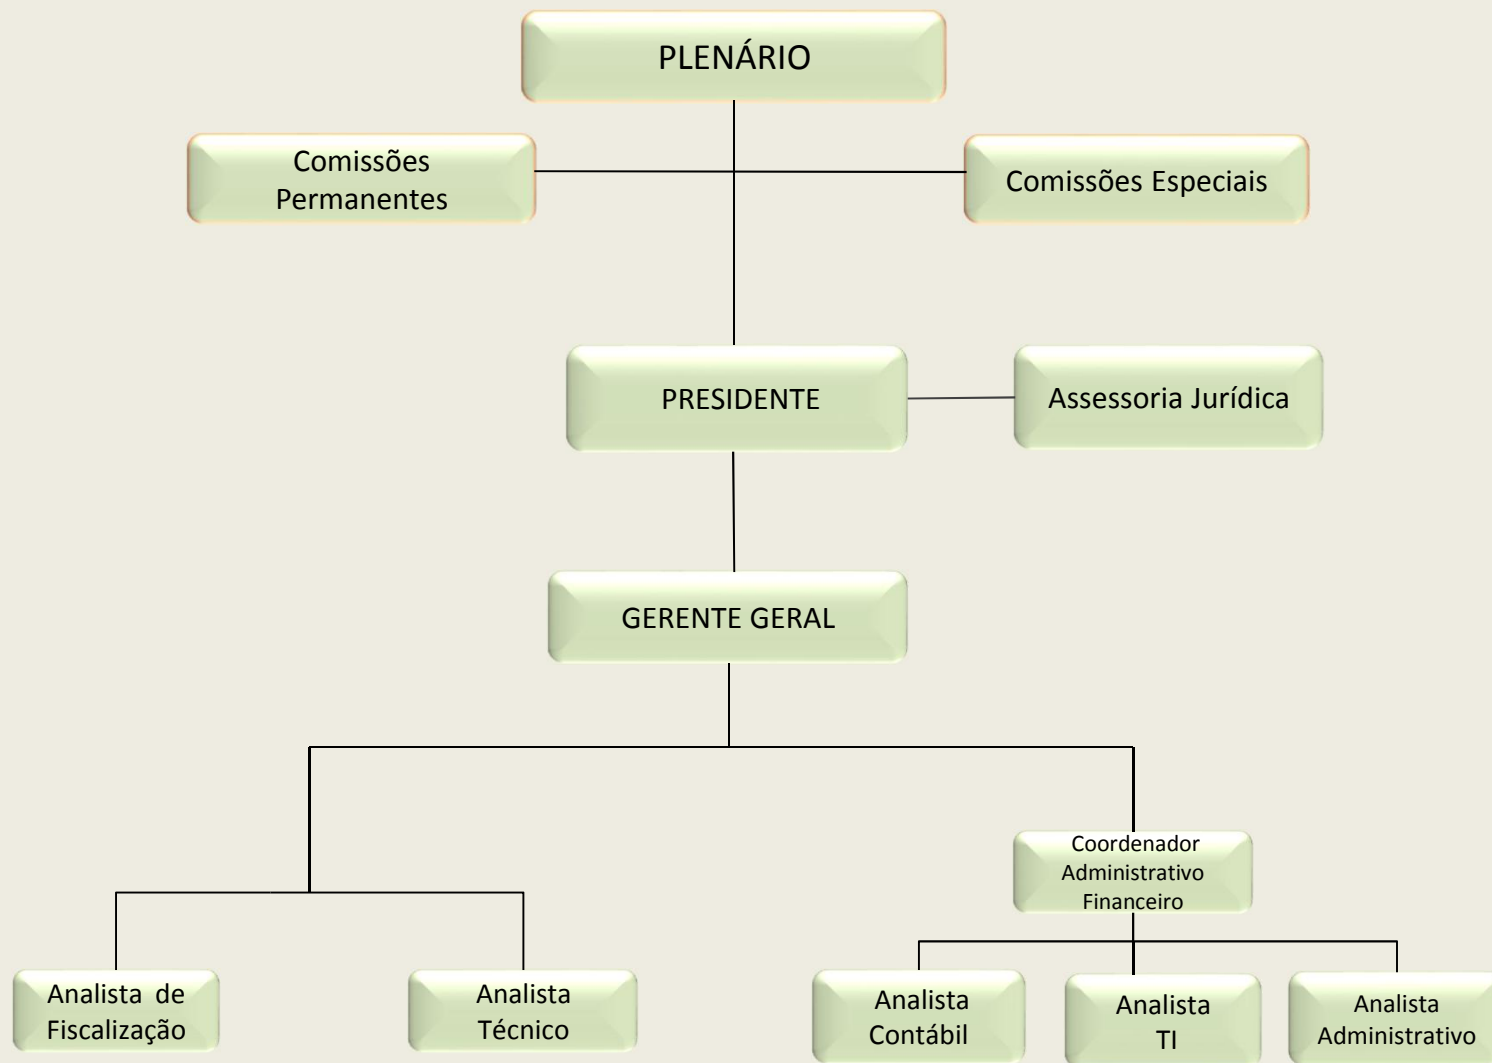 PLENÁRIO
Comissões
Permanentes
Comissões Especiais
PRESIDENTE
Assessoria Jurídica
GERENTE GERAL
Coordenador
Administrativo
Financeiro
Analista de
Fiscalização
Analista
Técnico
Analista
Contábil
Analista
TI
Analista
Administrativo